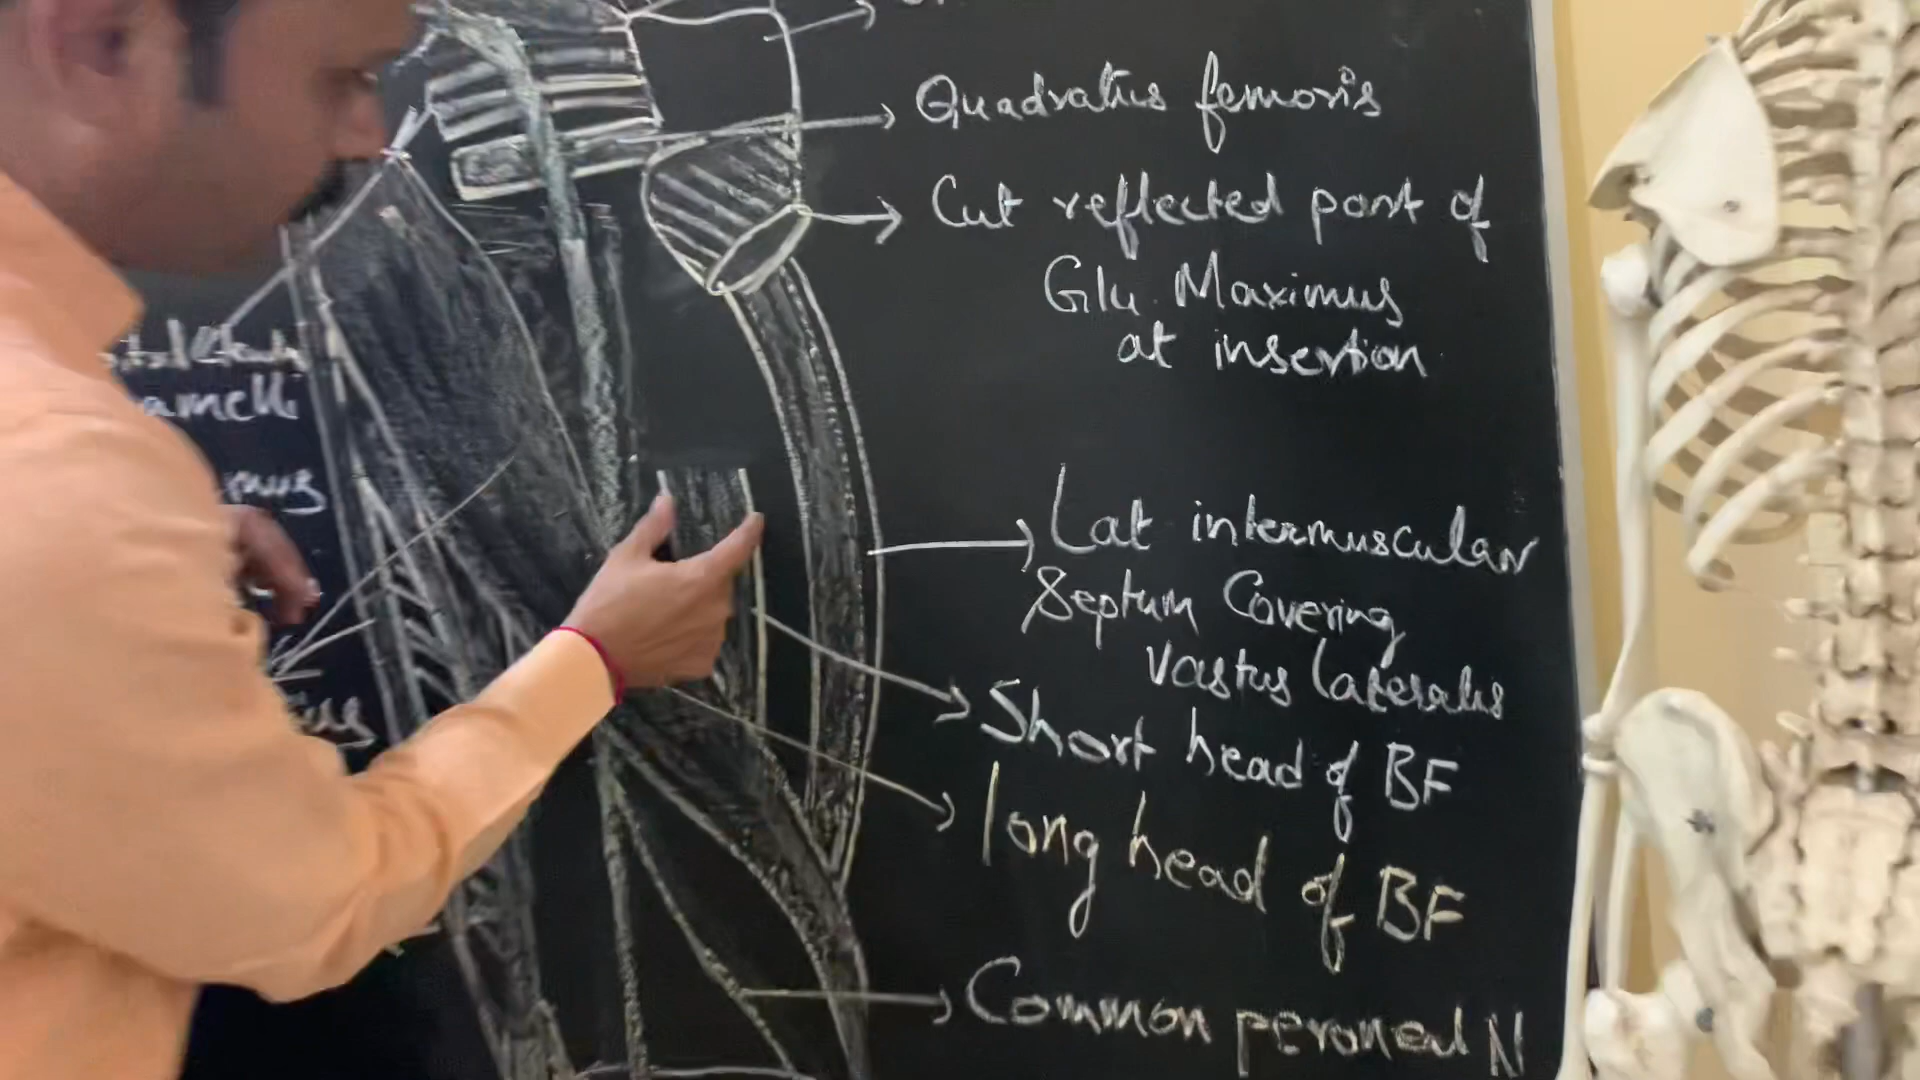 Quadratus femoris
Cut reflected part of
Glu. Maximus
at insertion
Lat intermuscular
Septum Covering
Vastus lateralis
Short head of BF
long head of BF
Common peroneal N